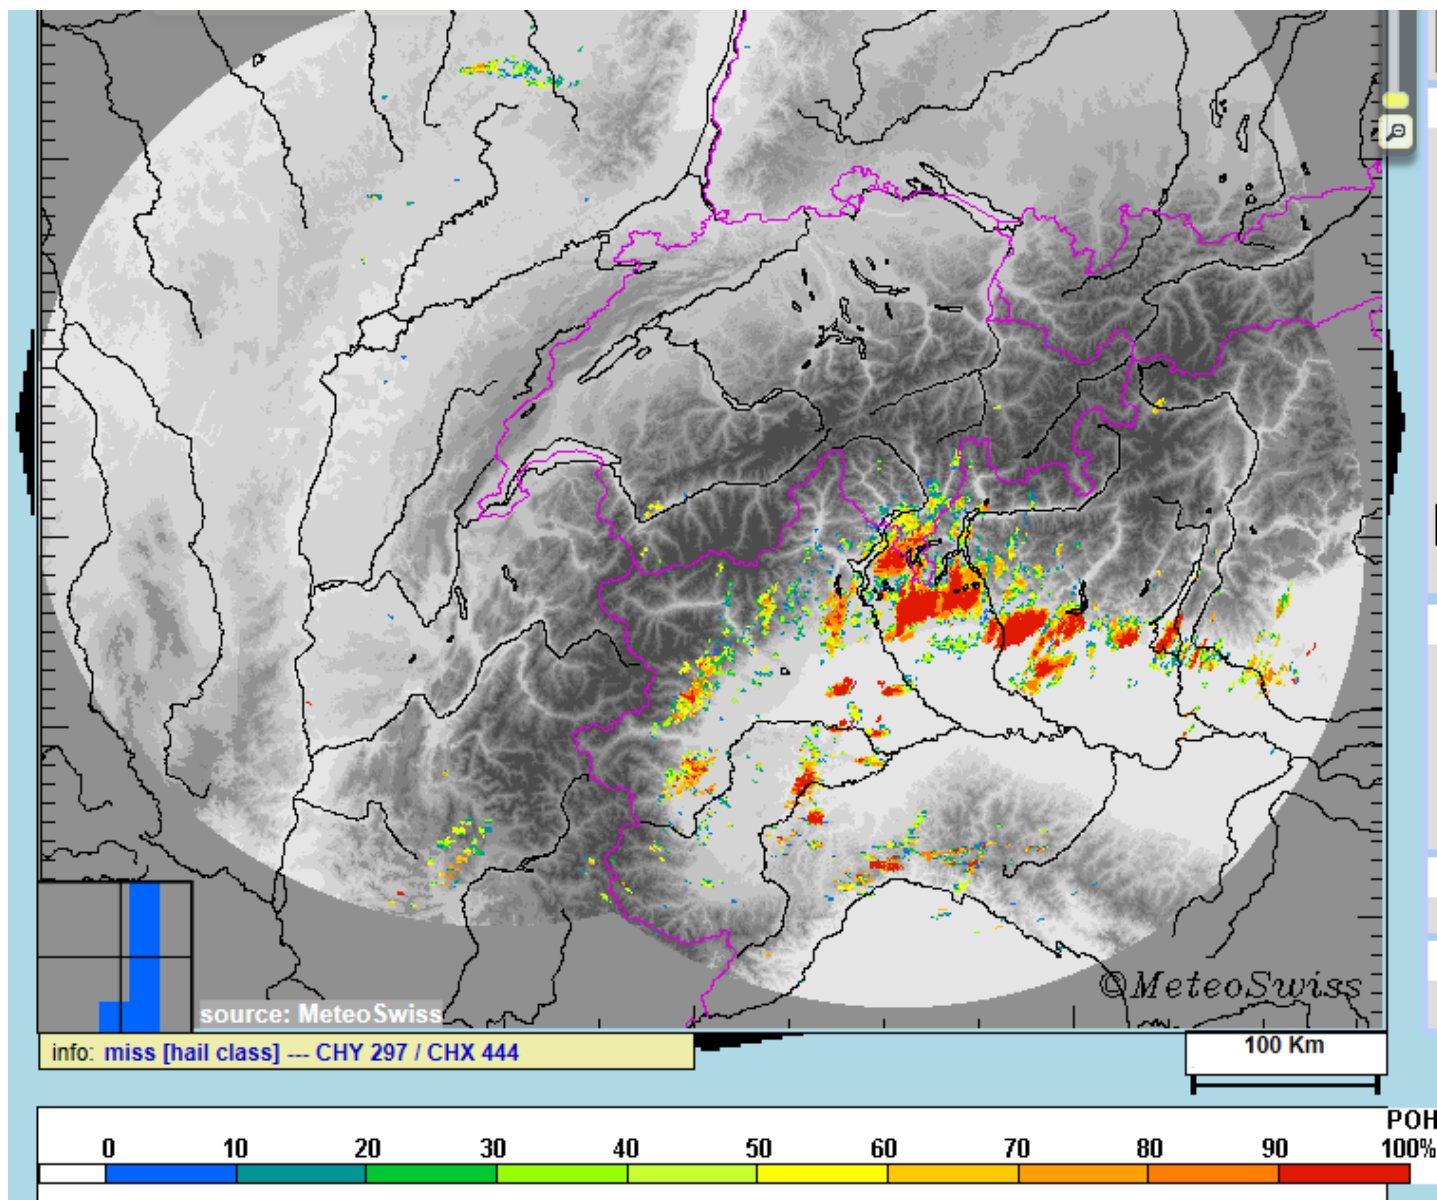 ©MeteoSwiss
source: MeteoSwiss
info: miss [hail class] --- CHY 297 / CHX 444
100 Km
POH
0 10 20 30 40 50 60 70 80 90 100%